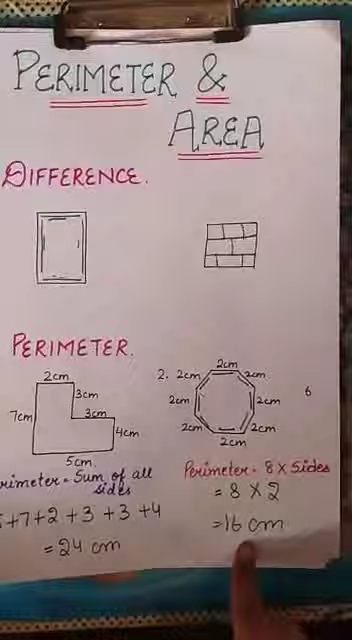 PERIMETER &
AREA
DIFFERENCE.
PERIMETER.
2cm
3cm
7cm
3cm
4cm
5cm
2. 2cm 2cm 2cm
2cm 2cm
2cm 2cm
2cm
6
rimeter = Sum of all
sides
+7+2+3+3+4
= 24 cm
Perimeter = 8 X Sides
= 8 X 2
= 16 cm